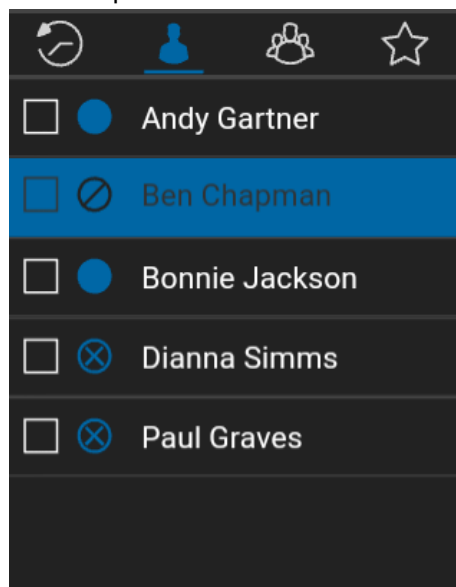 Andy Gartner
Ben Chapman
Bonnie Jackson
Dianna Simms
Paul Graves